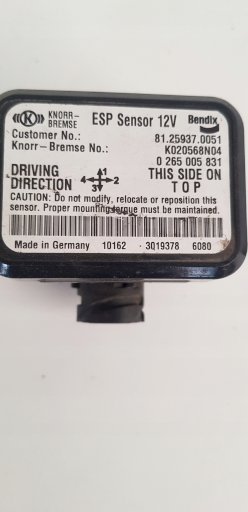 KNORR-BREMSE ESP Sensor 12V Bendix
Customer No.: 81.25937.0051
Knorr-Bremse No.: K020568N04
0 265 005 831
DRIVING DIRECTION 1 2 3 4 THIS SIDE ON TOP
CAUTION: Do not modify, relocate or reposition this
sensor. Proper mounting torque must be maintained.
Made in Germany 10162 3Q19378 6080